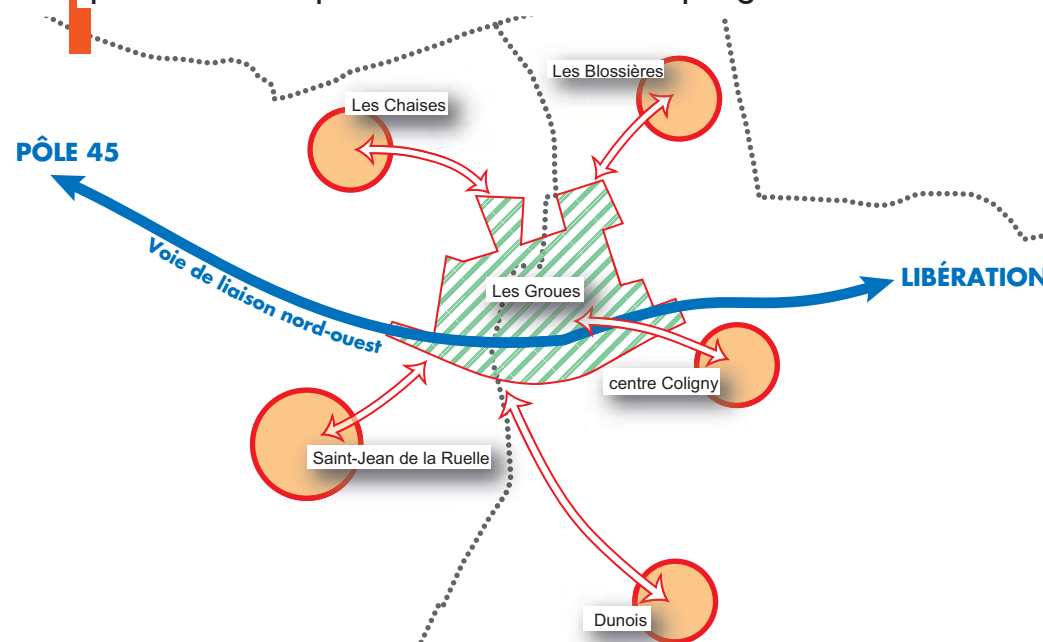 Les Blossières
Les Chaises
PÔLE 45
Voie de liaison nord-ouest
LIBÉRATION
Les Groues
centre Coligny
Saint-Jean de la Ruelle
Dunois